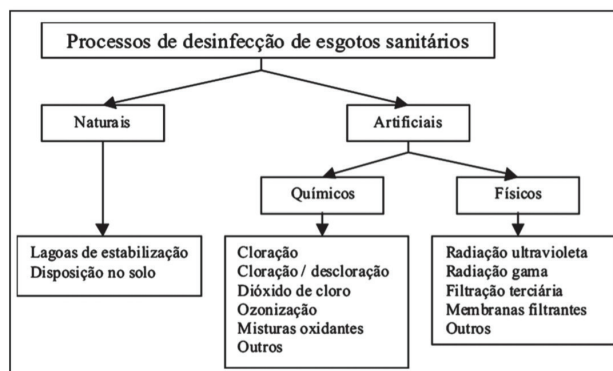 Processos de desinfecção de esgotos sanitários
Naturais
Artificiais
Químicos
Físicos
Lagoas de estabilização
Disposição no solo
Cloração
Cloração / descloração
Dióxido de cloro
Ozonização
Misturas oxidantes
Outros
Radiação ultravioleta
Radiação gama
Filtração terciária
Membranas filtrantes
Outros